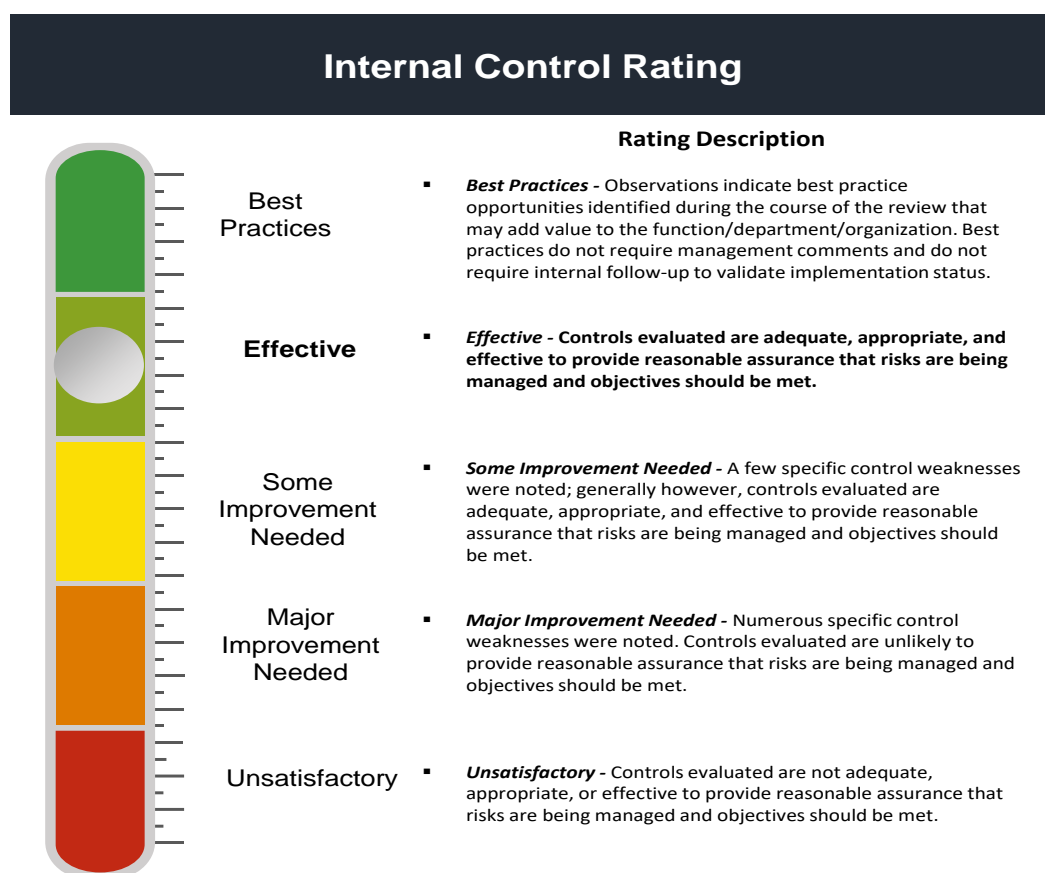 Internal Control Rating
Rating Description
Best
Practices
▪ Best Practices - Observations indicate best practice
opportunities identified during the course of the review that
may add value to the function/department/organization. Best
practices do not require management comments and do not
require internal follow-up to validate implementation status.
Effective
▪ Effective - Controls evaluated are adequate, appropriate, and
effective to provide reasonable assurance that risks are being
managed and objectives should be met.
Some
Improvement
Needed
▪ Some Improvement Needed - A few specific control weaknesses
were noted; generally however, controls evaluated are
adequate, appropriate, and effective to provide reasonable
assurance that risks are being managed and objectives should
be met.
Major
Improvement
Needed
▪ Major Improvement Needed - Numerous specific control
weaknesses were noted. Controls evaluated are unlikely to
provide reasonable assurance that risks are being managed and
objectives should be met.
Unsatisfactory
▪ Unsatisfactory - Controls evaluated are not adequate,
appropriate, or effective to provide reasonable assurance that
risks are being managed and objectives should be met.